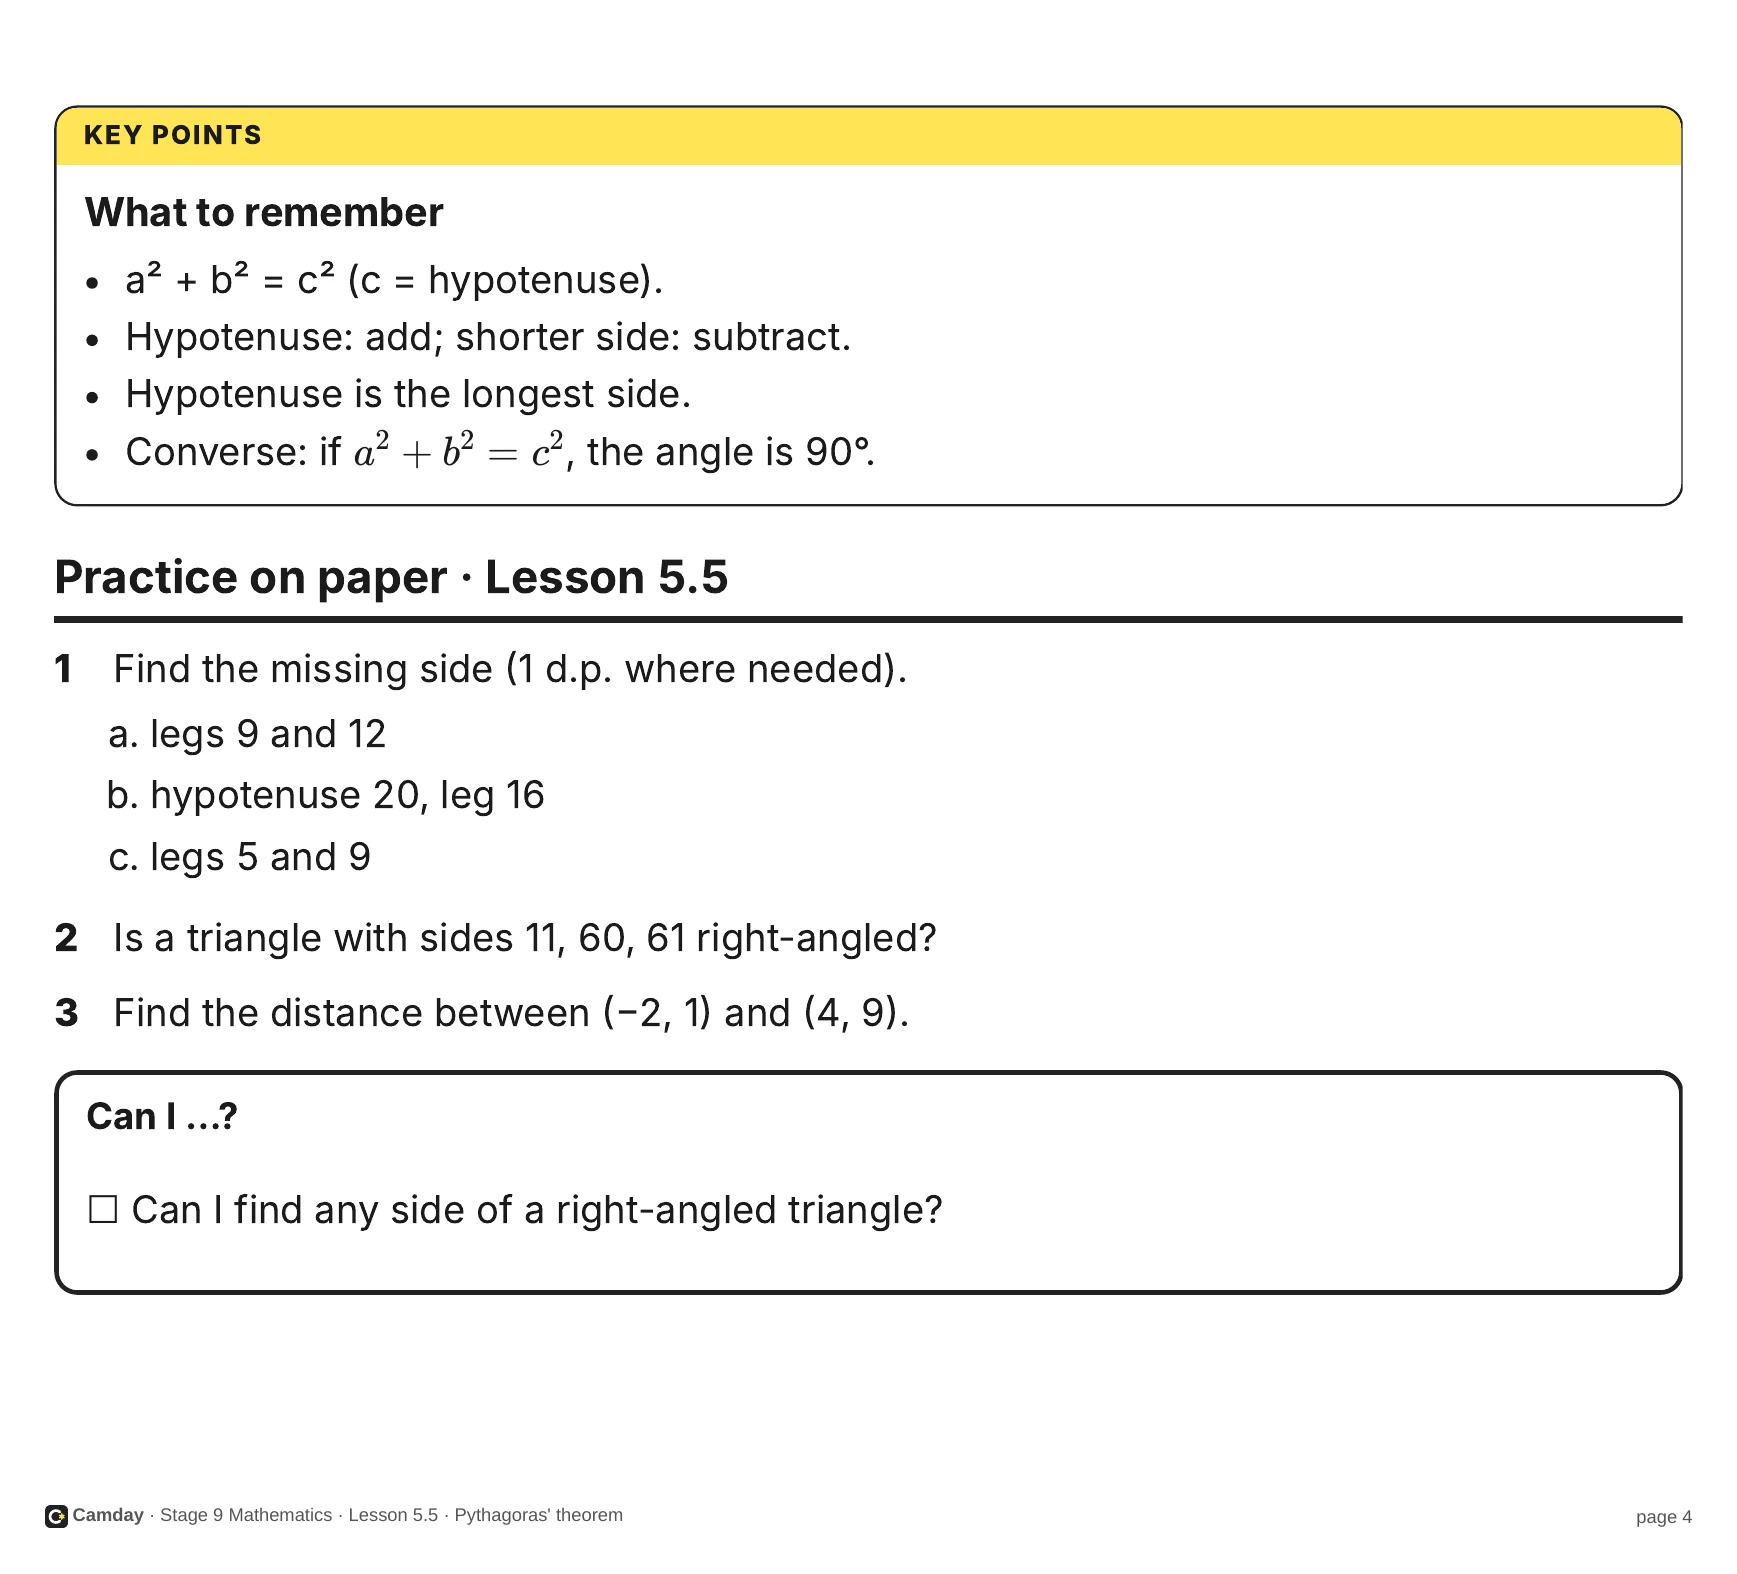 KEY POINTS
What to remember
• a² + b² = c² (c = hypotenuse).
• Hypotenuse: add; shorter side: subtract.
• Hypotenuse is the longest side.
• Converse: if a² + b² = c², the angle is 90°.
Practice on paper · Lesson 5.5
1 Find the missing side (1 d.p. where needed).
a. legs 9 and 12
b. hypotenuse 20, leg 16
c. legs 5 and 9
2 Is a triangle with sides 11, 60, 61 right-angled?
3 Find the distance between (−2, 1) and (4, 9).
Can I …?
☐ Can I find any side of a right-angled triangle?
Camday · Stage 9 Mathematics · Lesson 5.5 · Pythagoras' theorem
page 4